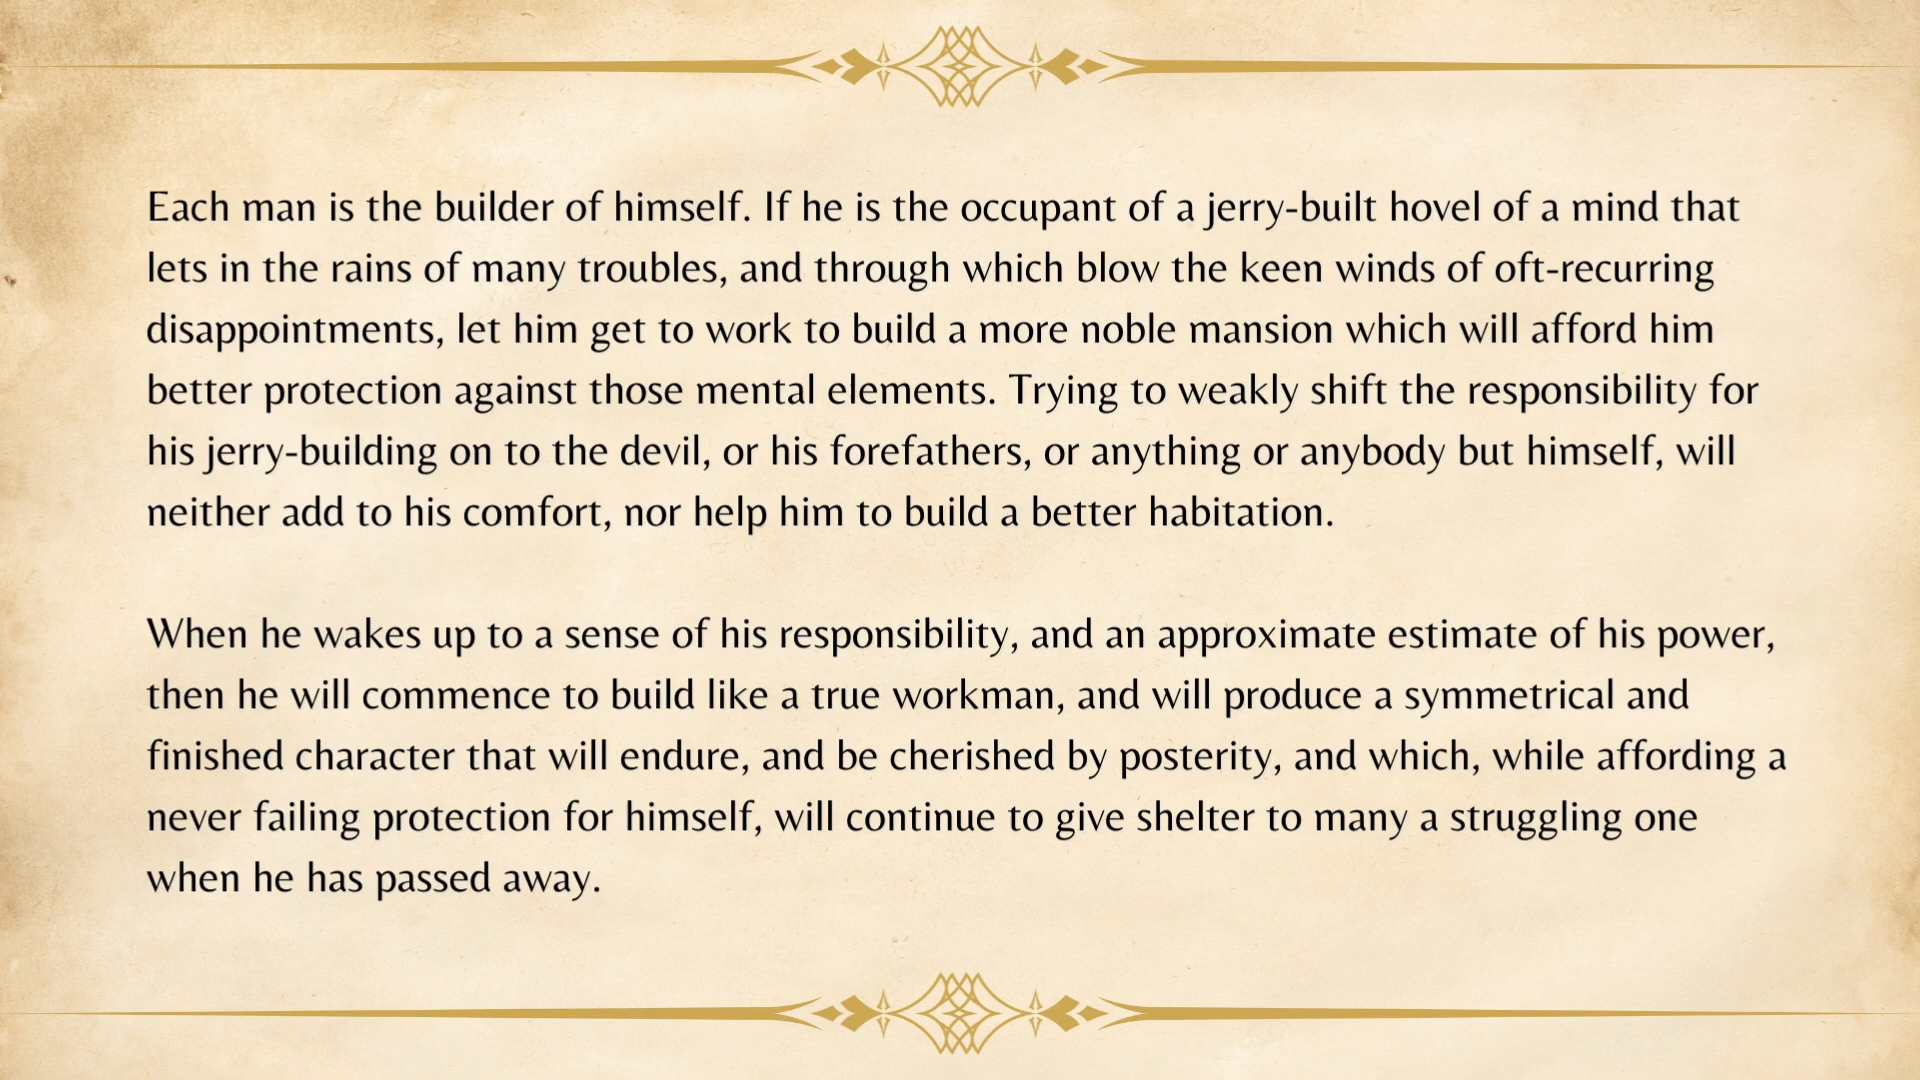 Each man is the builder of himself. If he is the occupant of a jerry-built hovel of a mind that
lets in the rains of many troubles, and through which blow the keen winds of oft-recurring
disappointments, let him get to work to build a more noble mansion which will afford him
better protection against those mental elements. Trying to weakly shift the responsibility for
his jerry-building on to the devil, or his forefathers, or anything or anybody but himself, will
neither add to his comfort, nor help him to build a better habitation.
When he wakes up to a sense of his responsibility, and an approximate estimate of his power,
then he will commence to build like a true workman, and will produce a symmetrical and
finished character that will endure, and be cherished by posterity, and which, while affording a
never failing protection for himself, will continue to give shelter to many a struggling one
when he has passed away.